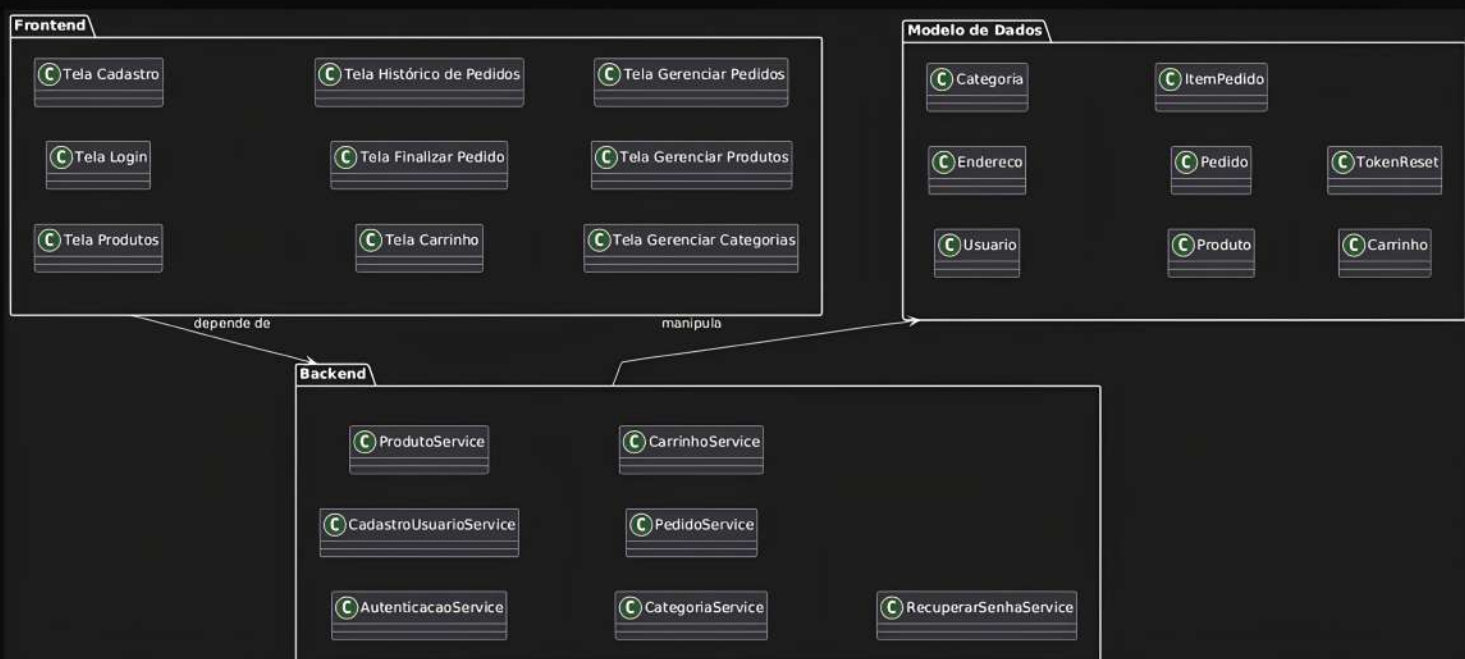 Frontend
C Tela Cadastro
C Tela Histórico de Pedidos
C Tela Gerenciar Pedidos
C Tela Login
C Tela Finalizar Pedido
C Tela Gerenciar Produtos
C Tela Produtos
C Tela Carrinho
C Tela Gerenciar Categorias
Modelo de Dados
C Categoria
C ItemPedido
C Endereco
C Pedido
C TokenReset
C Usuario
C Produto
C Carrinho
depende de
manipula
Backend
C ProdutoService
C CarrinhoService
C CadastroUsuarioService
C PedidoService
C AutenticacaoService
C CategoriaService
C RecuperarSenhaService